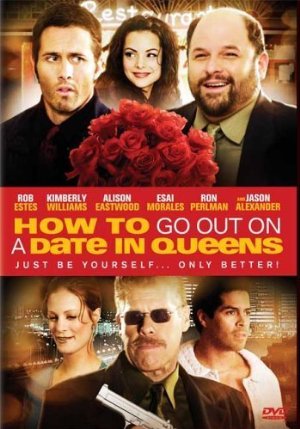 Restaurant
ROB ESTES KIMBERLY WILLIAMS ALISON EASTWOOD ESAI MORALES RON PERLMAN AND JASON ALEXANDER
HOW TO GO OUT ON
A DATE IN QUEENS
JUST BE YOURSELF... ONLY BETTER!
DVD